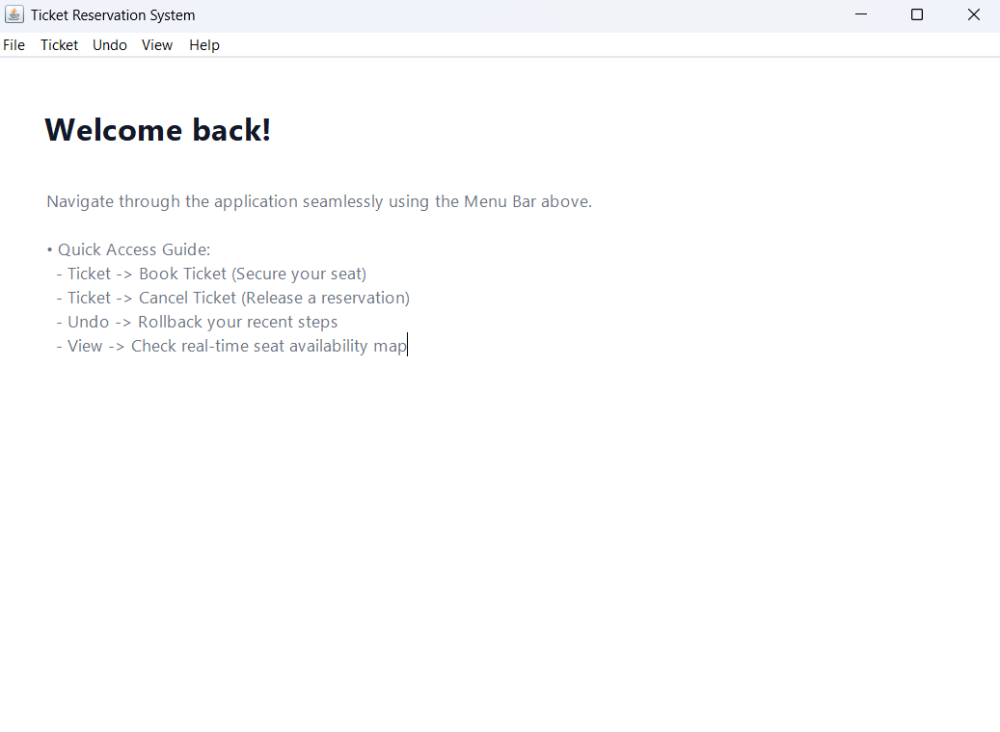 Ticket Reservation System
File Ticket Undo View Help
Welcome back!
Navigate through the application seamlessly using the Menu Bar above.
• Quick Access Guide:
- Ticket -> Book Ticket (Secure your seat)
- Ticket -> Cancel Ticket (Release a reservation)
- Undo -> Rollback your recent steps
- View -> Check real-time seat availability map